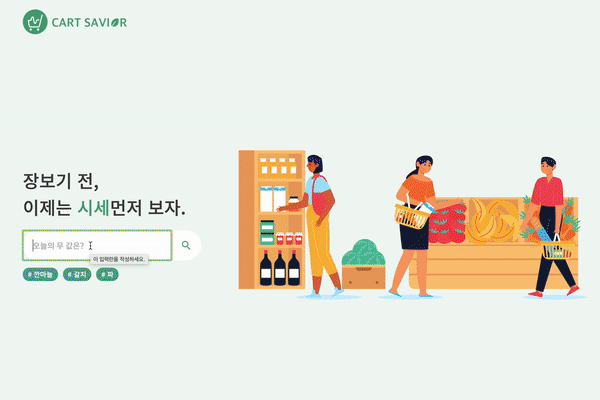 CART SAVIOR
장보기 전,
이제는 시세먼저 보자.
오늘의 무 값은?
이 입력란을 작성하세요.
# 깐마늘 # 갈치 # 파